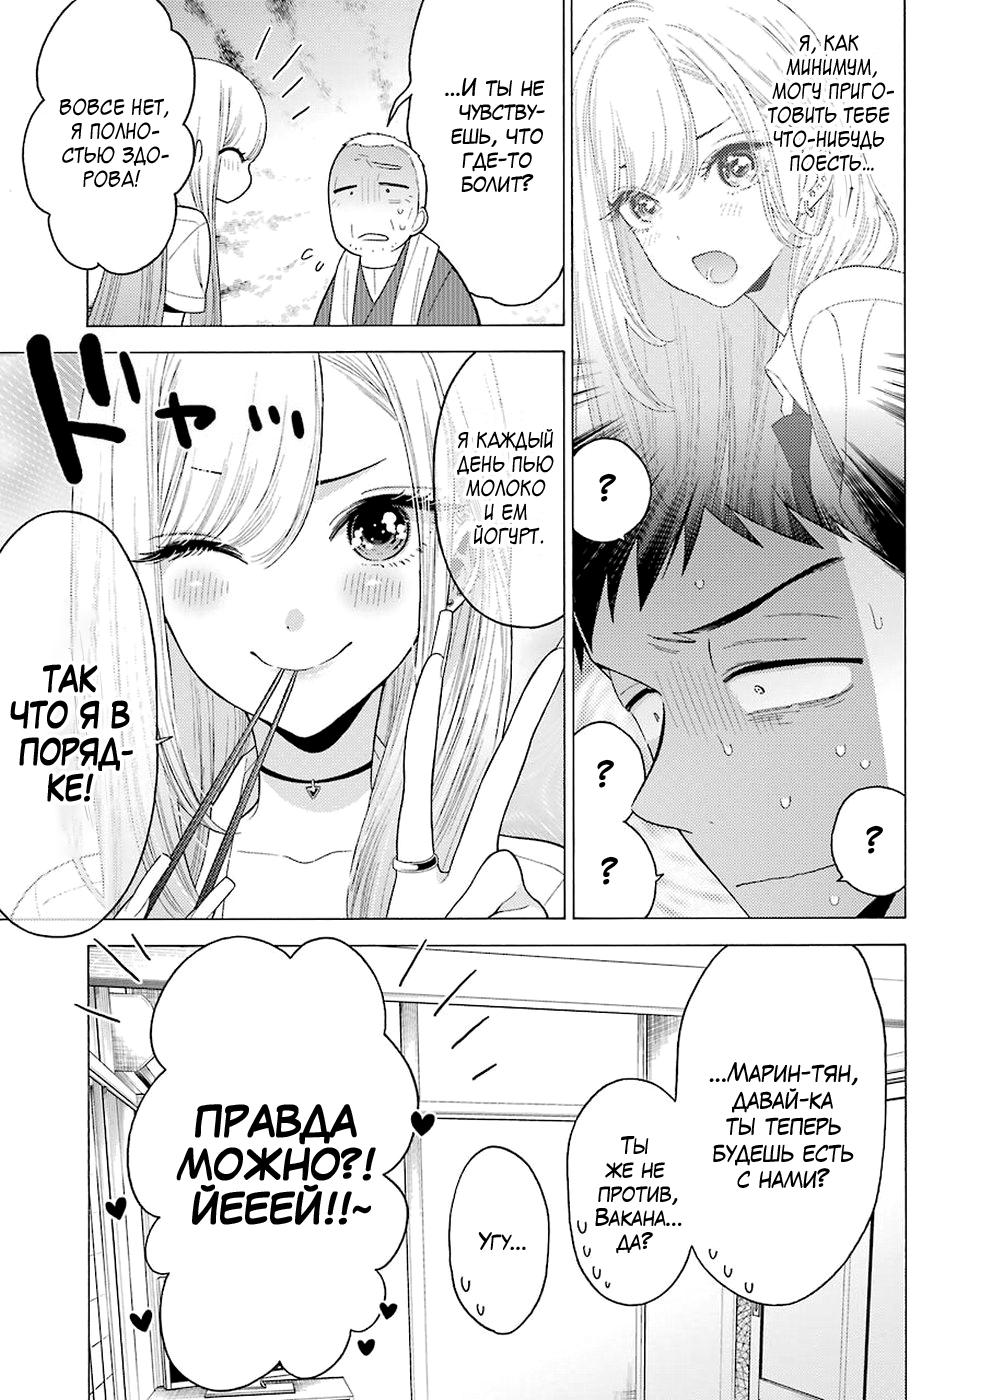 Я, КАК
МИНИМУМ,
МОГУ ПРИГО-
ТОВИТЬ ТЕБЕ
ЧТО-НИБУДЬ
ПОЕСТЬ...
?
?
?
?
...И ТЫ НЕ
ЧУВСТВУ-
ЕШЬ, ЧТО
ГДЕ-ТО
БОЛИТ?
ВОВСЕ НЕТ,
Я ПОЛНО-
СТЬЮ ЗДО-
РОВА!
Я КАЖДЫЙ
ДЕНЬ ПЬЮ
МОЛОКО
И ЕМ
ЙОГУРТ.
ドヤッ
ТАК
ЧТО Я В
ПОРЯД-
КЕ!
...МАРИН-ТЯН,
ДАВАЙ-КА
ТЫ ТЕПЕРЬ
БУДЕШЬ ЕСТЬ
С НАМИ?
ТЫ
ЖЕ НЕ
ПРОТИВ,
ВАКАНА...
ДА?
УГУ...
ПРАВДА
МОЖНО?!
ЙЕЕЕЙ!!~